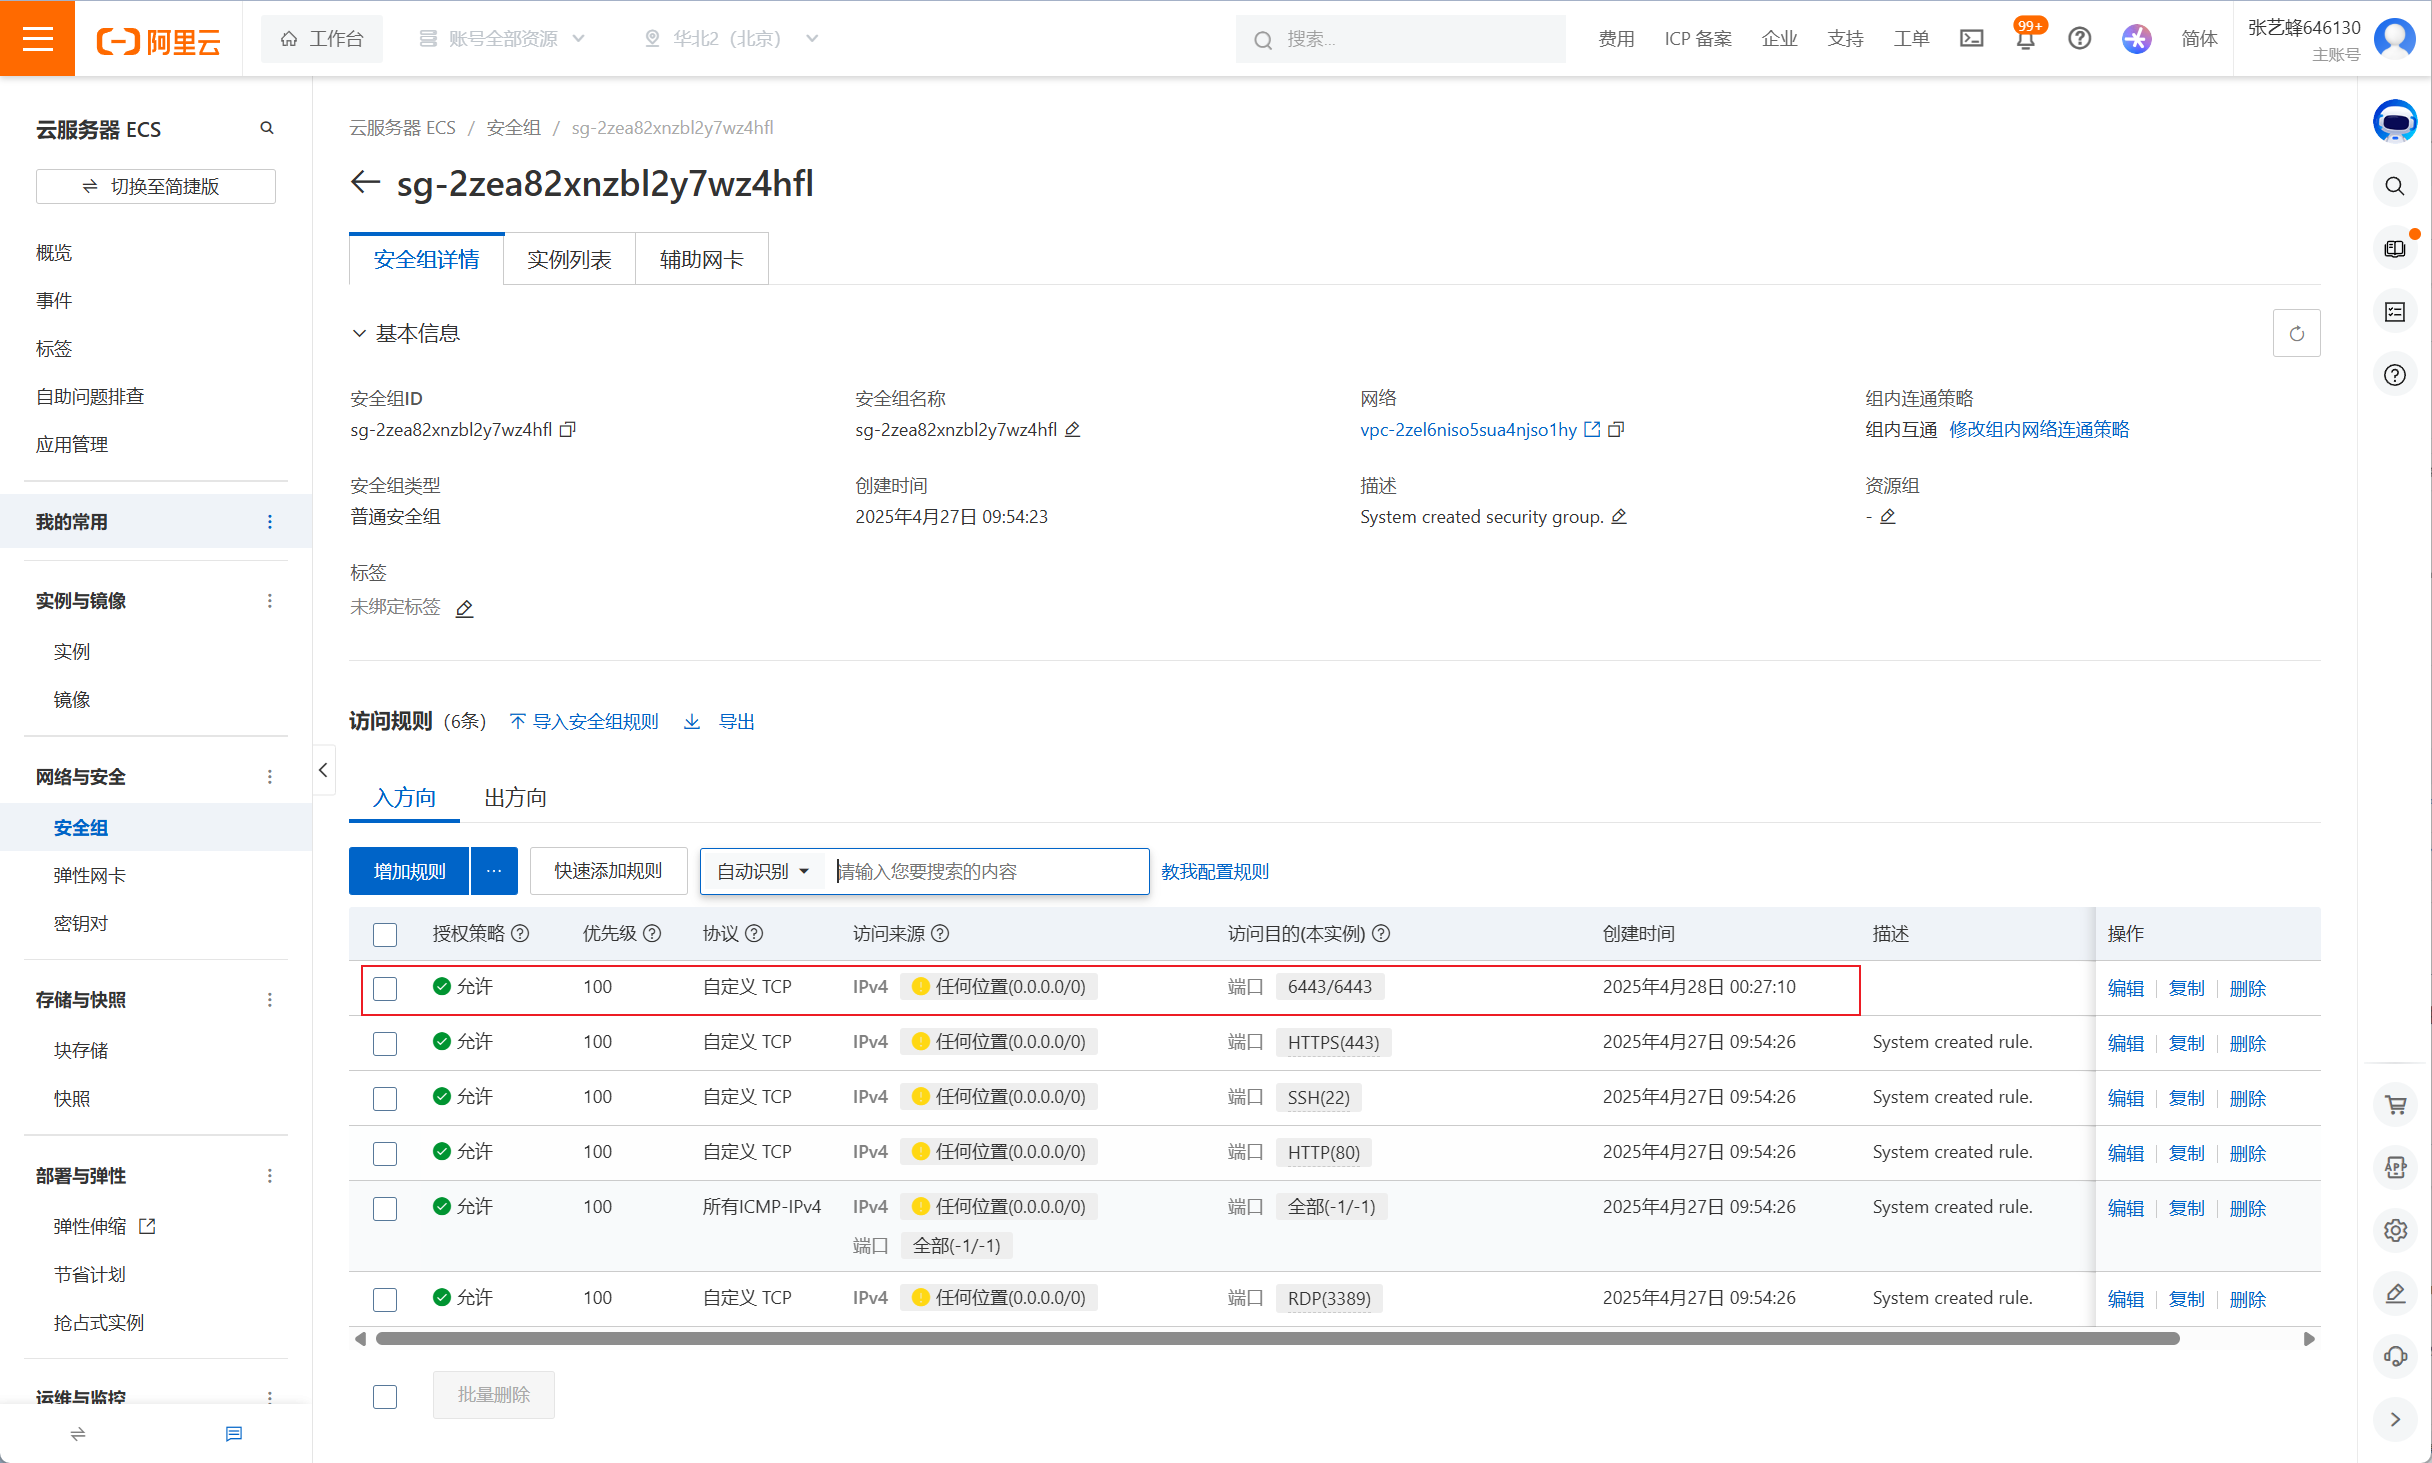 阿里云
工作台
账号全部资源
华北2（北京）
搜索...
费用
ICP 备案
企业
支持
工单
99+
简体
张艺蜂646130
主账号
云服务器 ECS
切换至简捷版
概览
事件
标签
自助问题排查
应用管理
我的常用
实例与镜像
实例
镜像
网络与安全
安全组
弹性网卡
密钥对
存储与快照
块存储
快照
部署与弹性
弹性伸缩
节省计划
抢占式实例
运维与监控
云服务器 ECS / 安全组 / sg-2zea82xnzbl2y7wz4hfl
sg-2zea82xnzbl2y7wz4hfl
安全组详情 实例列表 辅助网卡
基本信息
安全组ID 安全组名称 网络 组内连通策略
sg-2zea82xnzbl2y7wz4hfl sg-2zea82xnzbl2y7wz4hfl vpc-2zel6niso5sua4njso1hy 组内互通 修改组内网络连通策略
安全组类型 创建时间 描述 资源组
普通安全组 2025年4月27日 09:54:23 System created security group. -
标签
未绑定标签
访问规则 (6条) 导入安全组规则 导出
入方向 出方向
增加规则 ... 快速添加规则 自动识别 请输入您要搜索的内容 教我配置规则
授权策略 优先级 协议 访问来源 访问目的(本实例) 创建时间 描述 操作
允许 100 自定义 TCP IPv4 任何位置(0.0.0.0/0) 端口 6443/6443 2025年4月28日 00:27:10 编辑 复制 删除
允许 100 自定义 TCP IPv4 任何位置(0.0.0.0/0) 端口 HTTPS(443) 2025年4月27日 09:54:26 System created rule. 编辑 复制 删除
允许 100 自定义 TCP IPv4 任何位置(0.0.0.0/0) 端口 SSH(22) 2025年4月27日 09:54:26 System created rule. 编辑 复制 删除
允许 100 自定义 TCP IPv4 任何位置(0.0.0.0/0) 端口 HTTP(80) 2025年4月27日 09:54:26 System created rule. 编辑 复制 删除
允许 100 所有ICMP-IPv4 IPv4 任何位置(0.0.0.0/0) 端口 全部(-1/-1) 2025年4月27日 09:54:26 System created rule. 编辑 复制 删除
端口 全部(-1/-1)
允许 100 自定义 TCP IPv4 任何位置(0.0.0.0/0) 端口 RDP(3389) 2025年4月27日 09:54:26 System created rule. 编辑 复制 删除
批量删除
APP